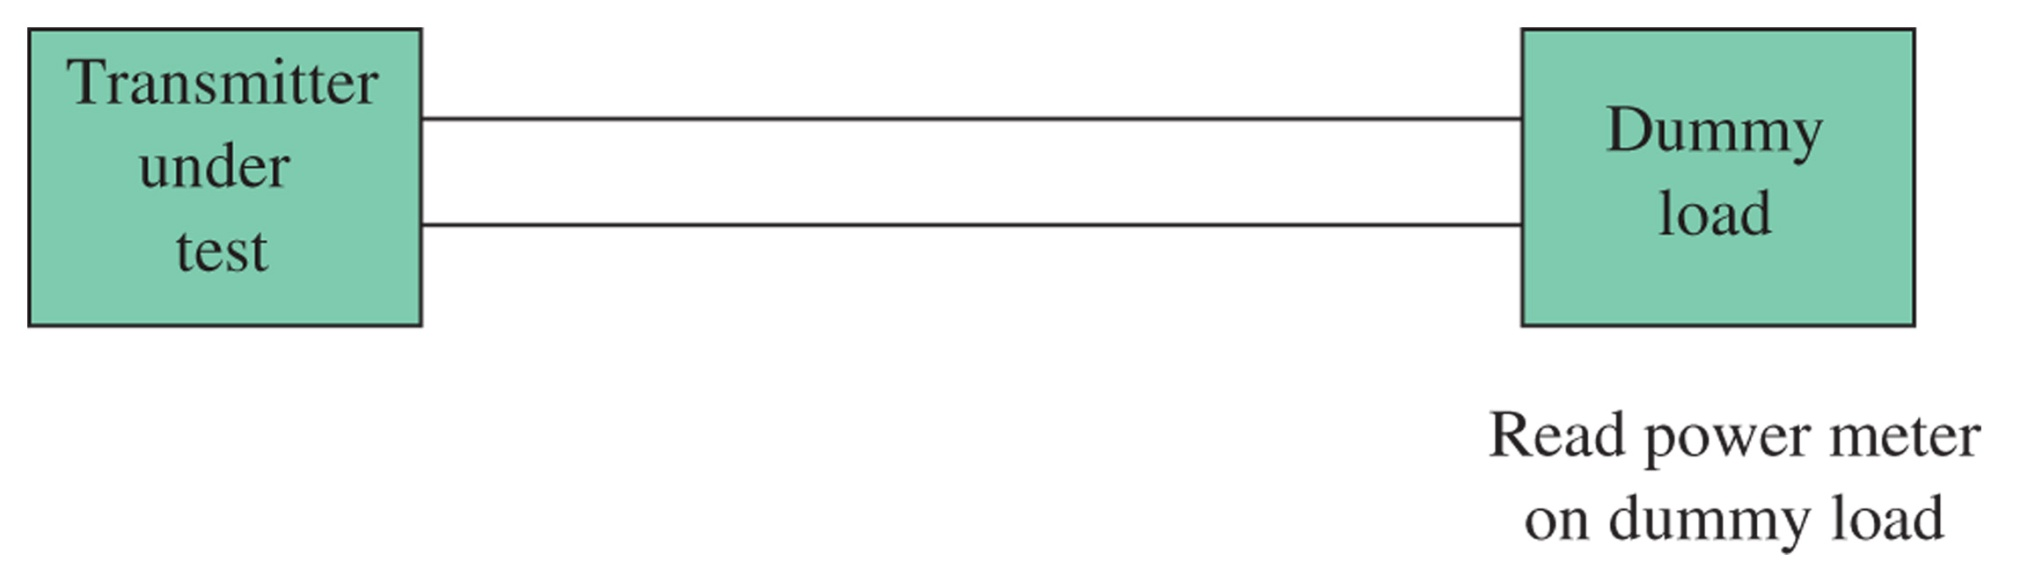 Transmitter
under
test
Dummy
load
Read power meter
on dummy load